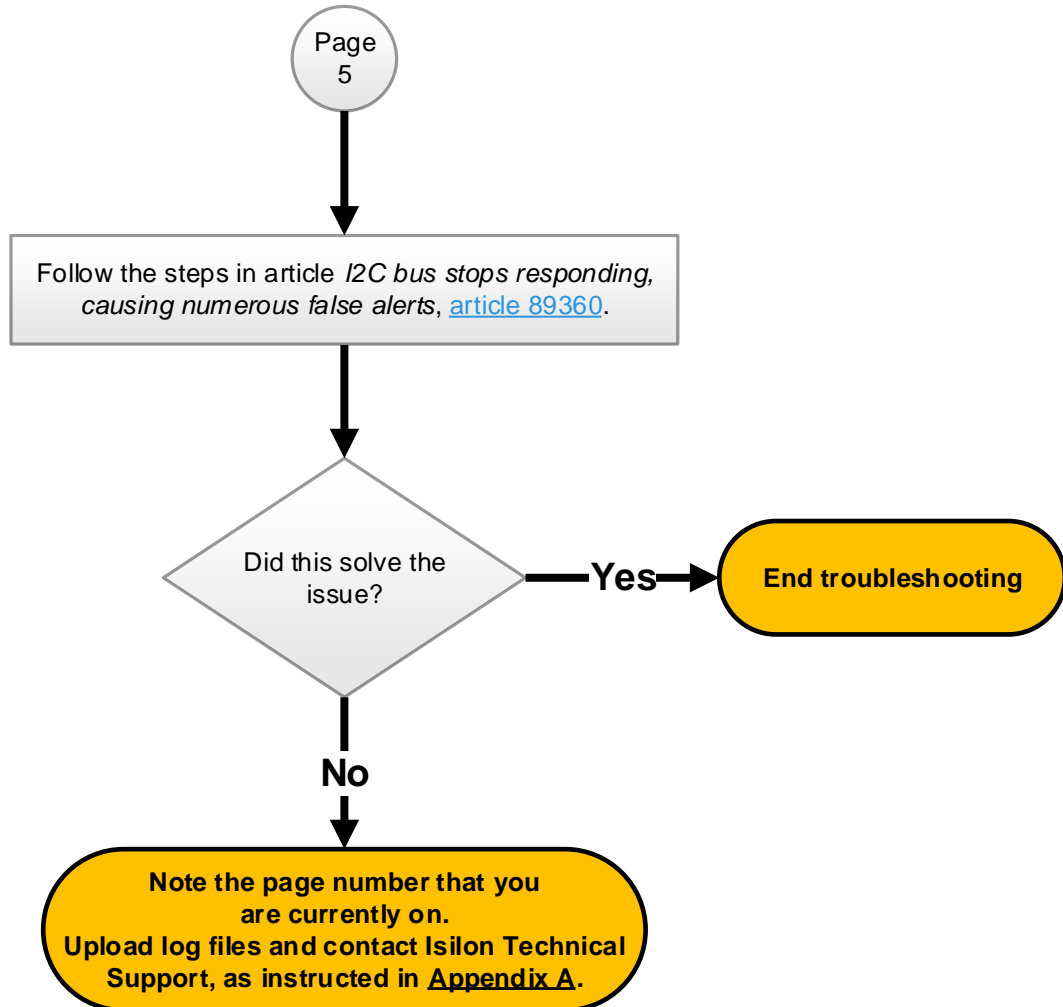 Page
5
Follow the steps in article I2C bus stops responding,
causing numerous false alerts, article 89360.
Did this solve the
issue?
Yes
End troubleshooting
No
Note the page number that you
are currently on.
Upload log files and contact Isilon Technical
Support, as instructed in Appendix A.